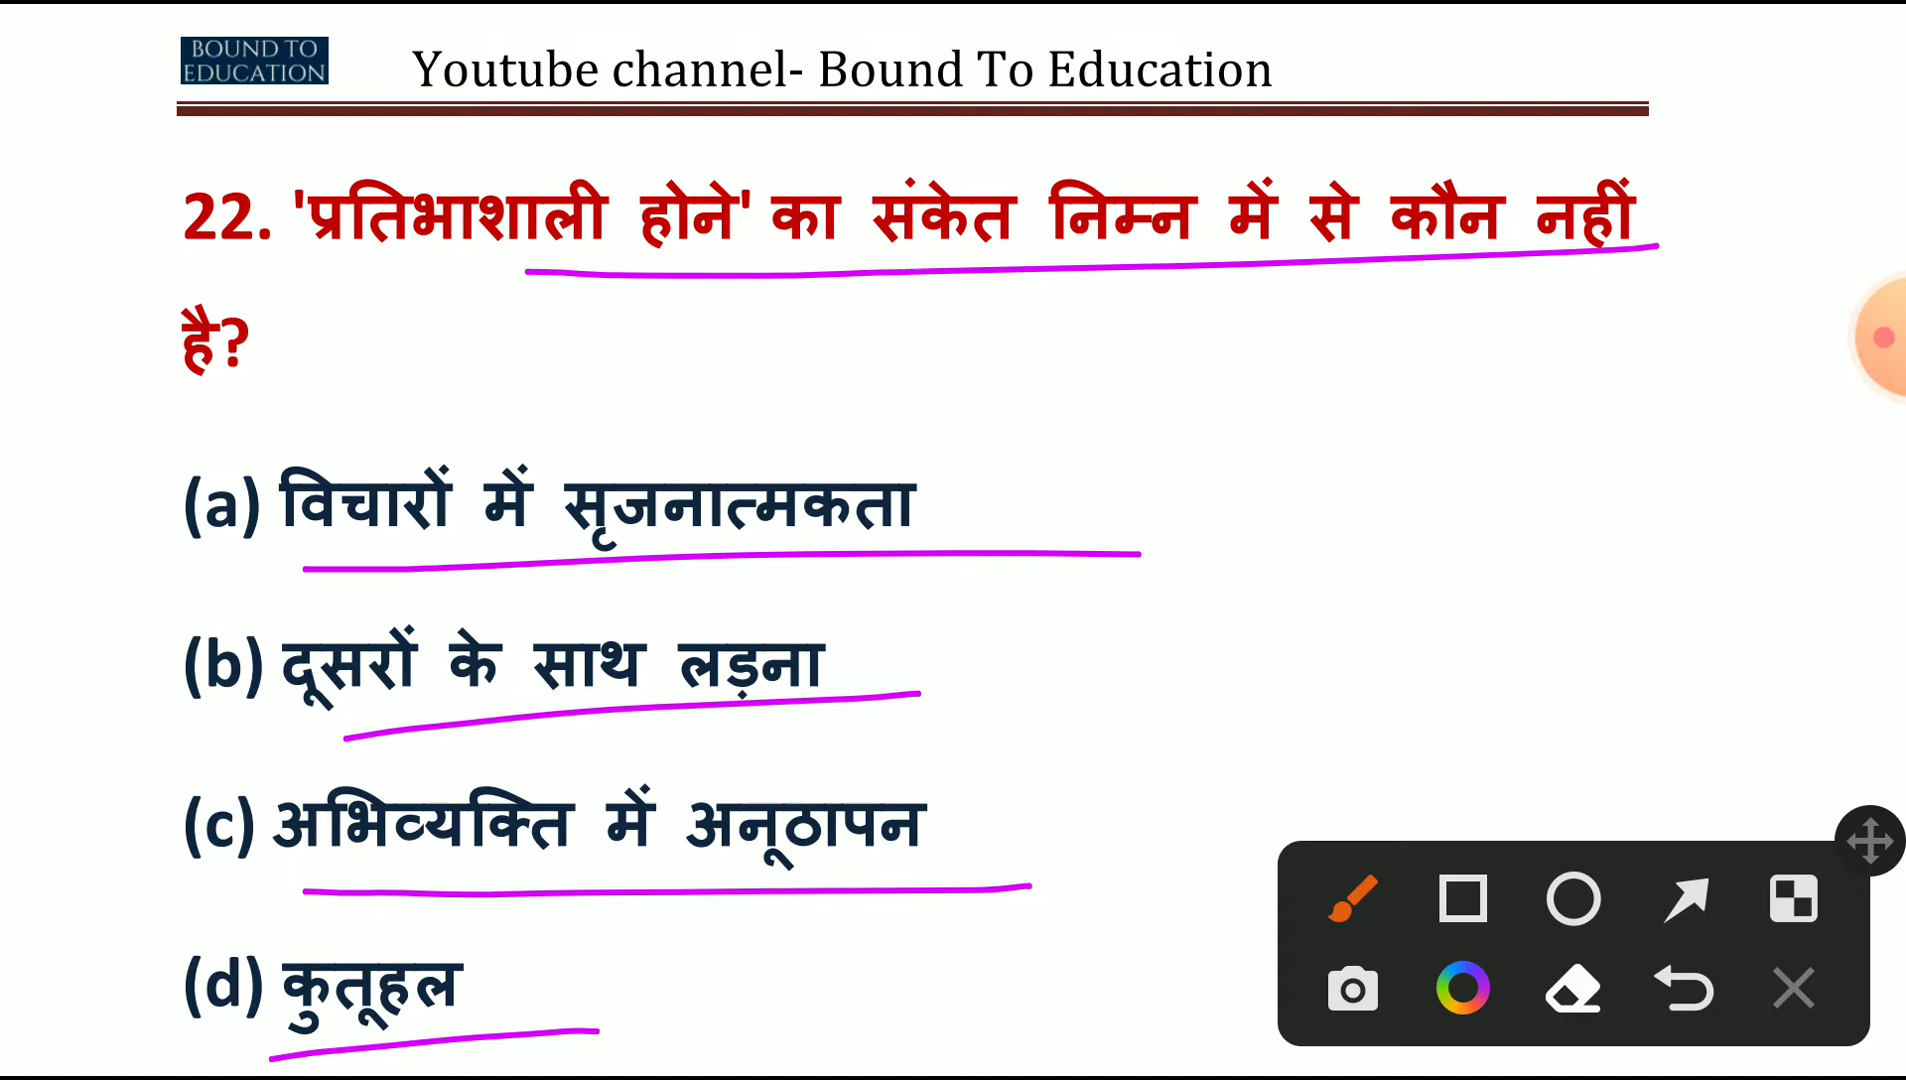 BOUND TO
EDUCATION
Youtube channel- Bound To Education
22. 'प्रतिभाशाली होने' का संकेत निम्न में से कौन नहीं
है?
(a) विचारों में सृजनात्मकता
(b) दूसरों के साथ लड़ना
(c) अभिव्यक्ति में अनूठापन
(d) कुतूहल